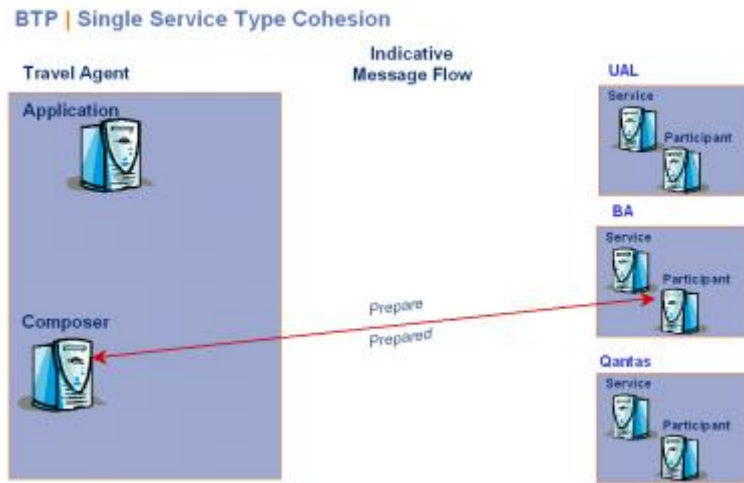 BTP | Single Service Type Cohesion
Indicative
Message Flow
Travel Agent
UAL
Application
Service
Participant
BA
Service
Participant
Prepare
Prepared
Composer
Qantas
Service
Participant